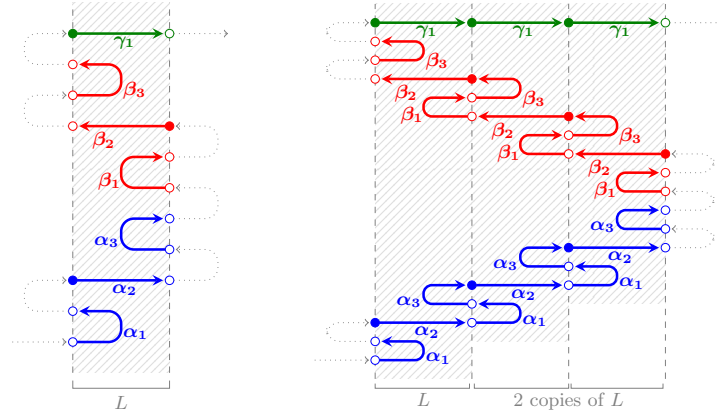 γ₁
β₃
β₂
β₁
α₃
α₂
α₁
L
γ₁ γ₁ γ₁
β₃
β₂ β₃
β₁ β₂ β₃
β₁ β₂
β₁
α₃
α₃ α₂
α₃ α₂ α₁
α₂ α₁
α₁
L 2 copies of L